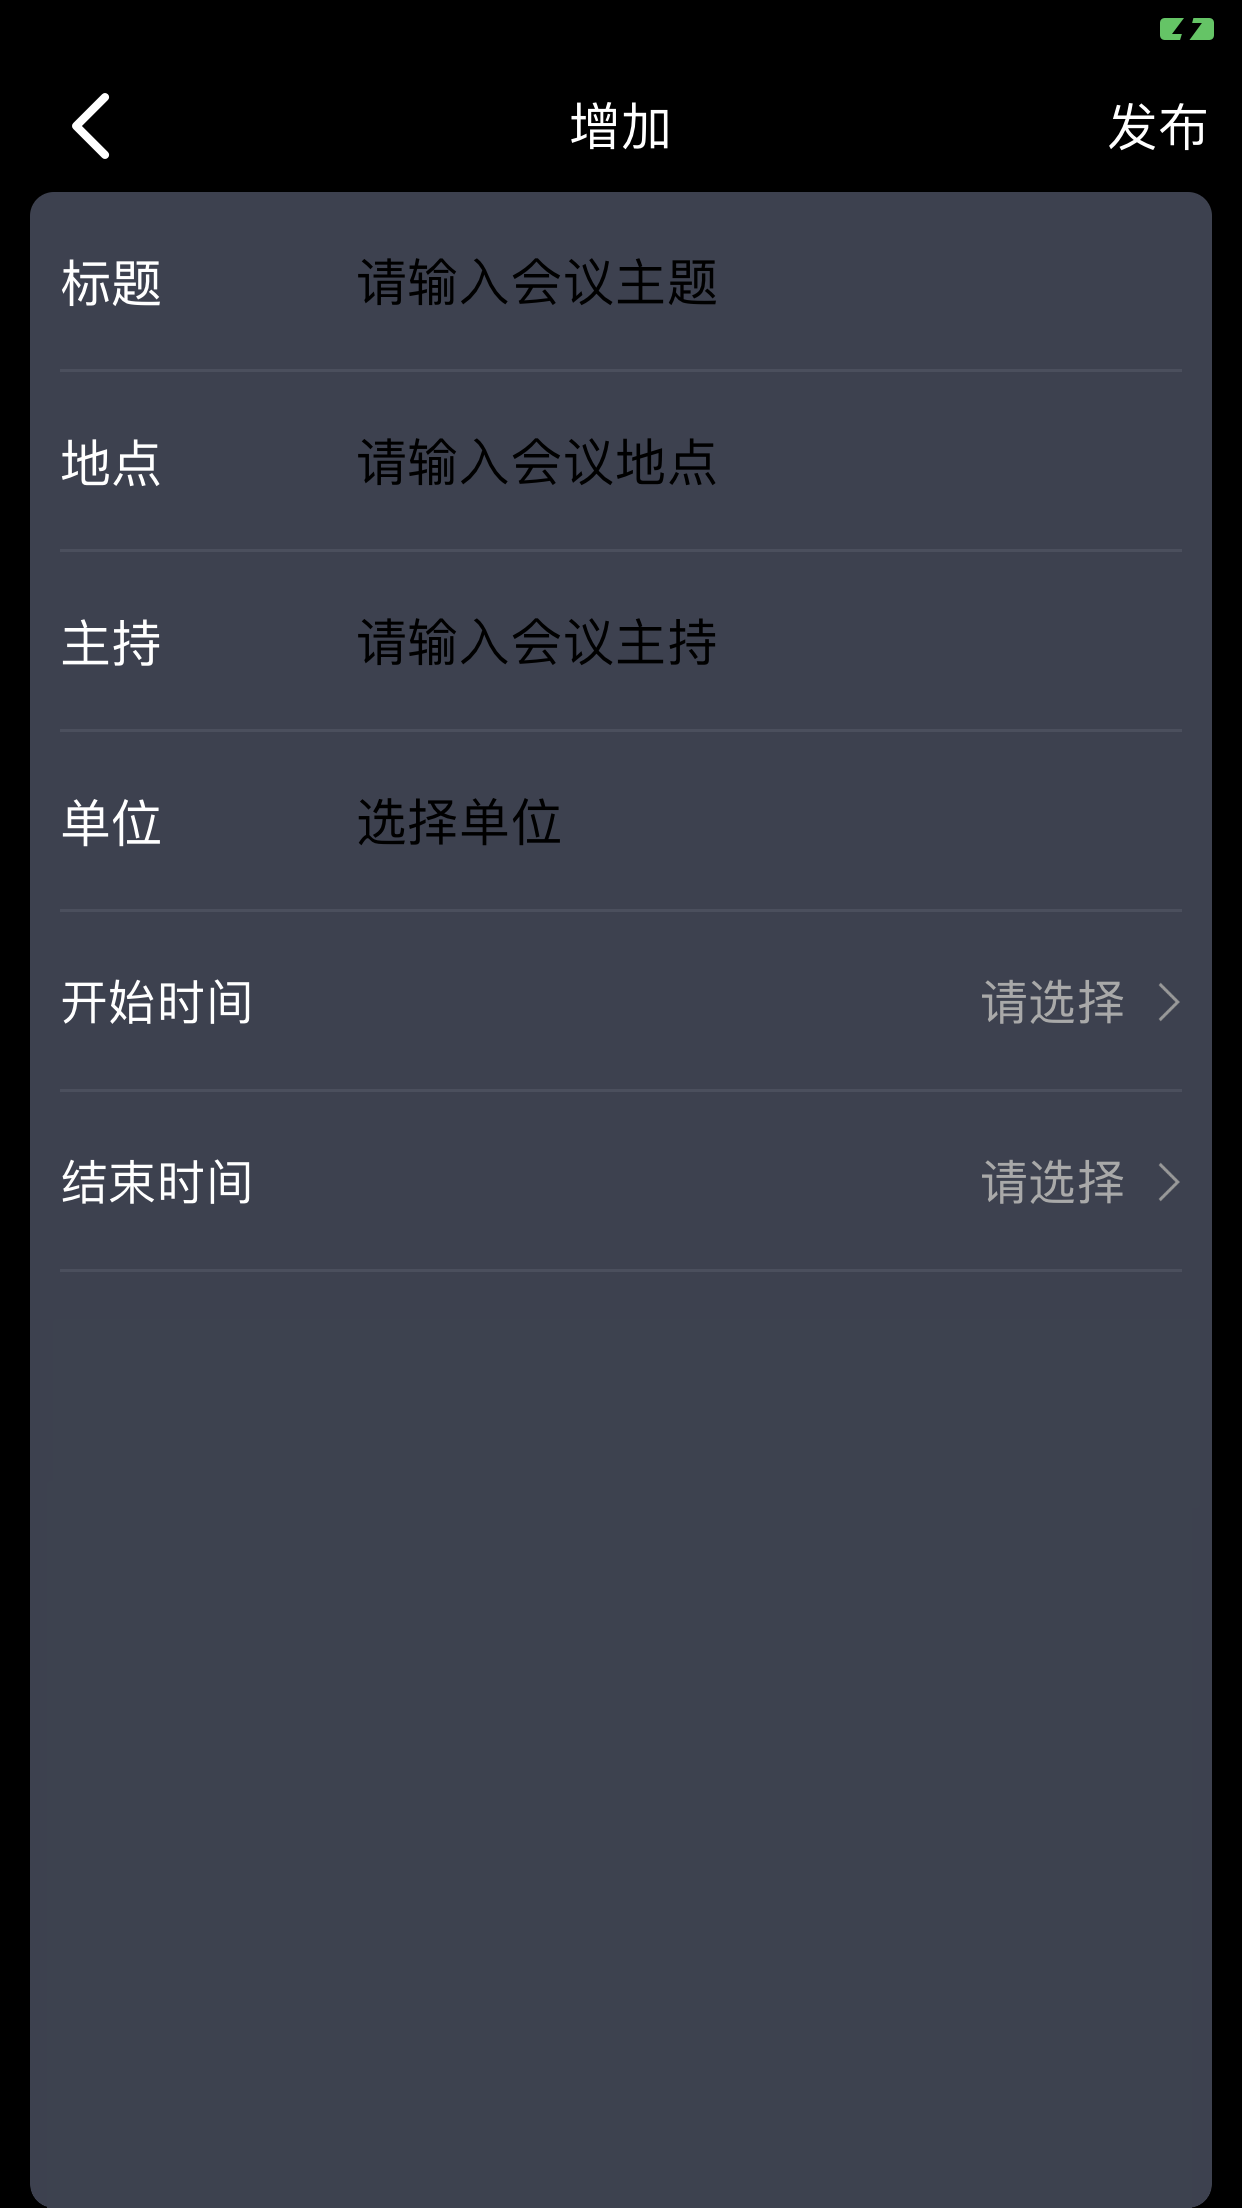 增加
发布
标题 请输入会议主题
地点 请输入会议地点
主持 请输入会议主持
单位 选择单位
开始时间 请选择
结束时间 请选择